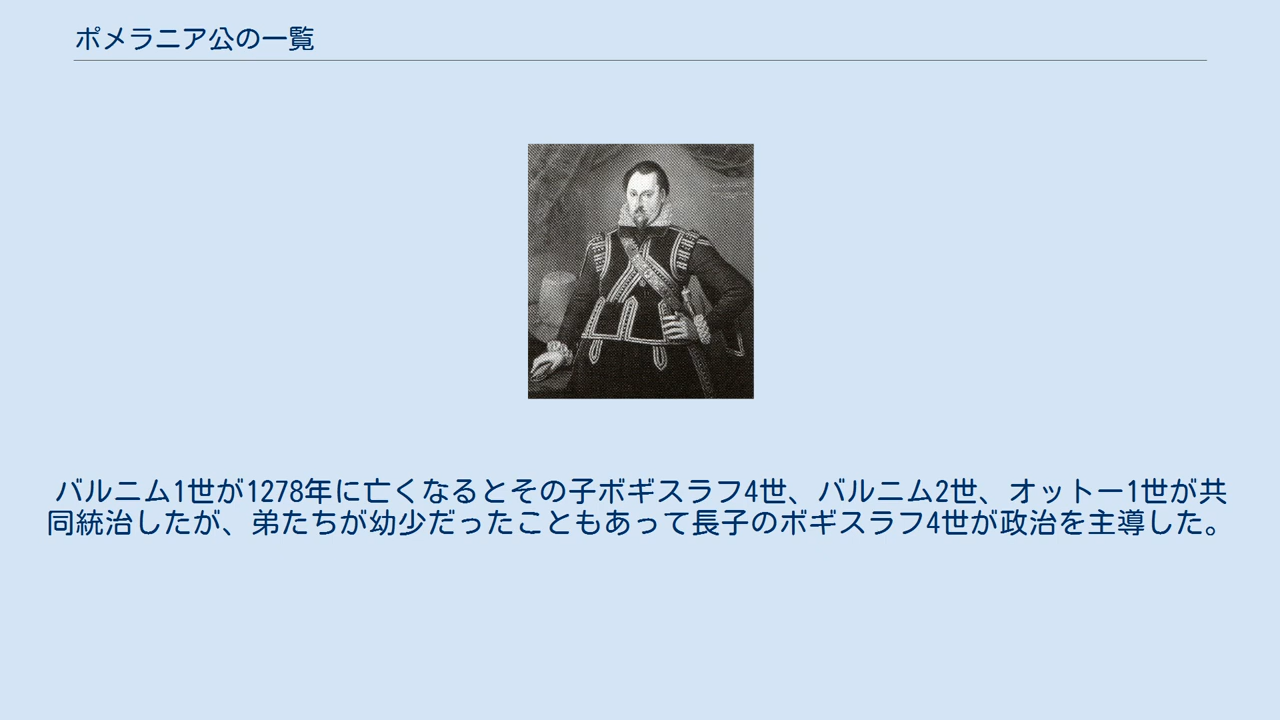 ポメラニア公の一覧
バルニム1世が1278年に亡くなるとその子ボギスラフ4世、バルニム2世、オットー1世が共
同統治したが、弟たちが幼少だったこともあって長子のボギスラフ4世が政治を主導した。